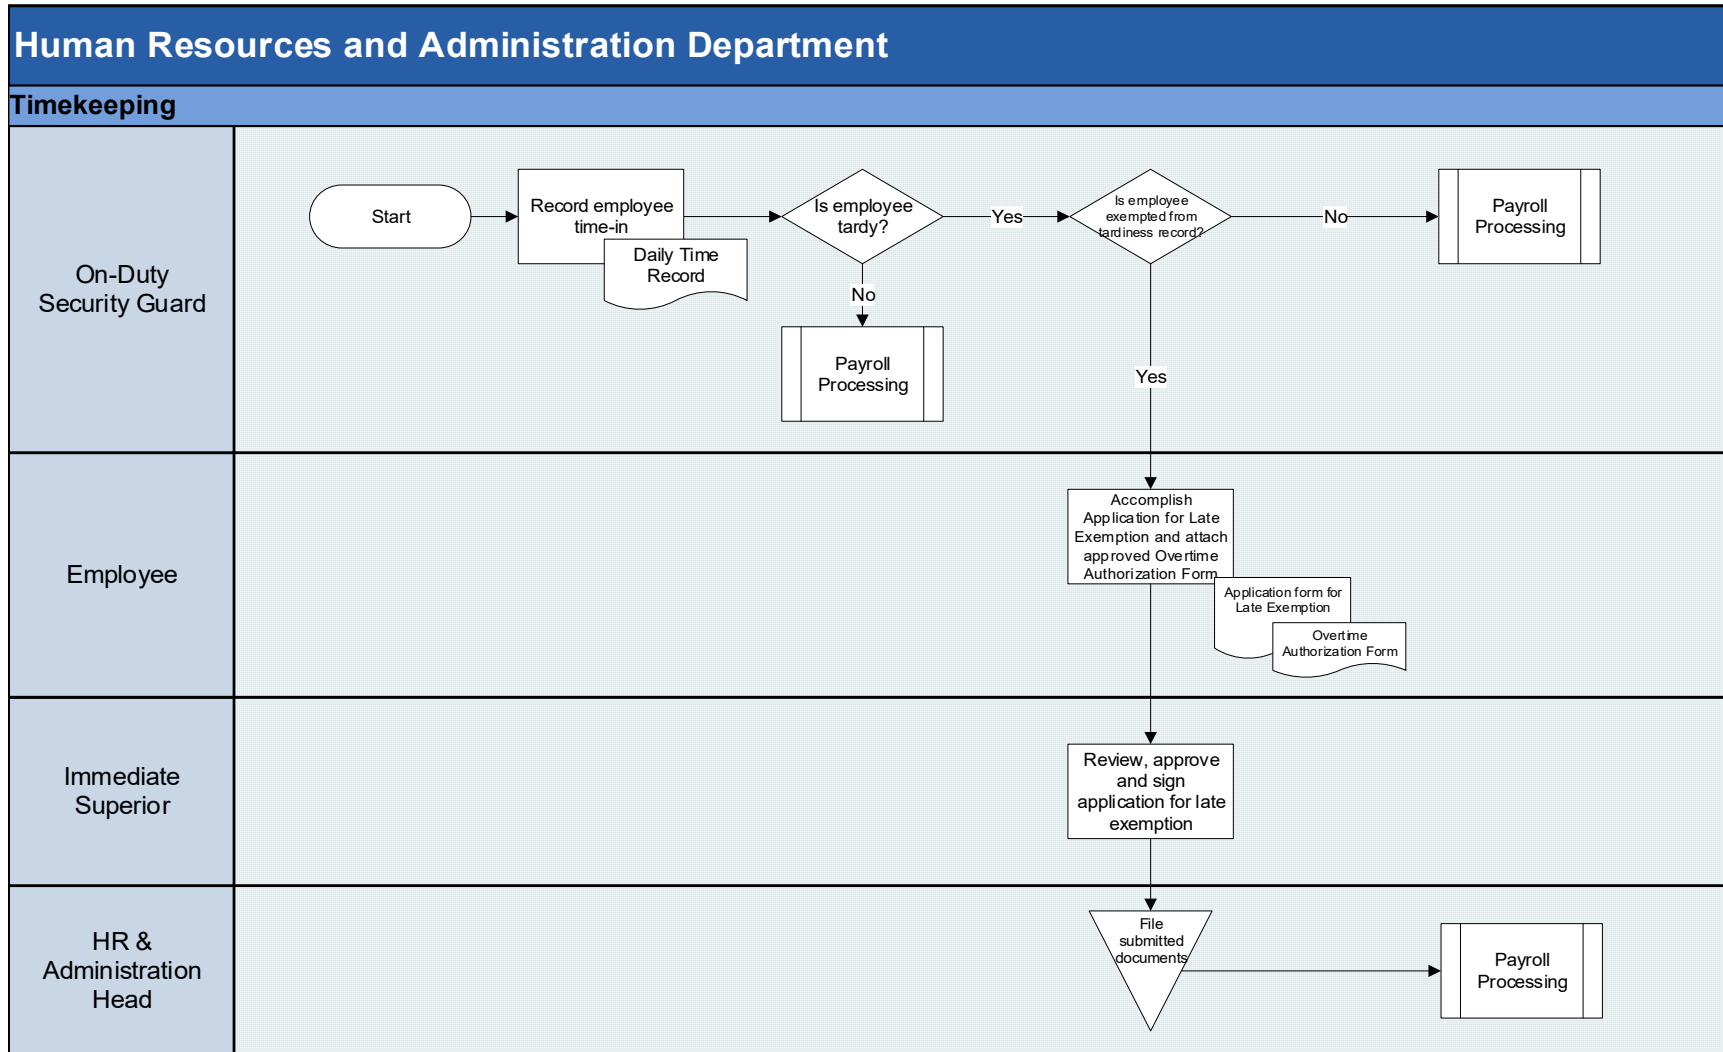 Human Resources and Administration Department
Timekeeping
On-Duty
Security Guard
Start
Record employee
time-in
Daily Time
Record
Is employee
tardy?
Yes
Is employee
exempted from
tardiness record?
No
Payroll
Processing
No
Payroll
Processing
Yes
Employee
Accomplish
Application for Late
Exemption and attach
approved Overtime
Authorization Form
Application form for
Late Exemption
Overtime
Authorization Form
Immediate
Superior
Review, approve
and sign
application for late
exemption
HR &
Administration
Head
File
submitted
documents
Payroll
Processing